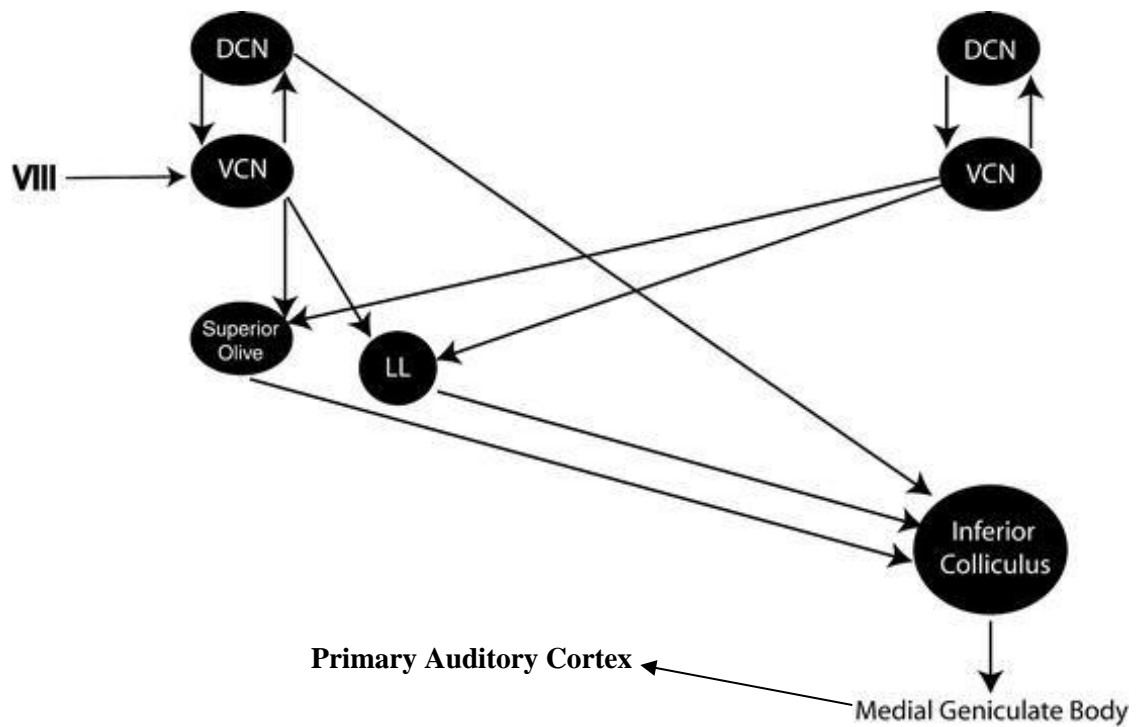 DCN
DCN
VIII
VCN
VCN
Superior
Olive
LL
Inferior
Colliculus
Primary Auditory Cortex
Medial Geniculate Body